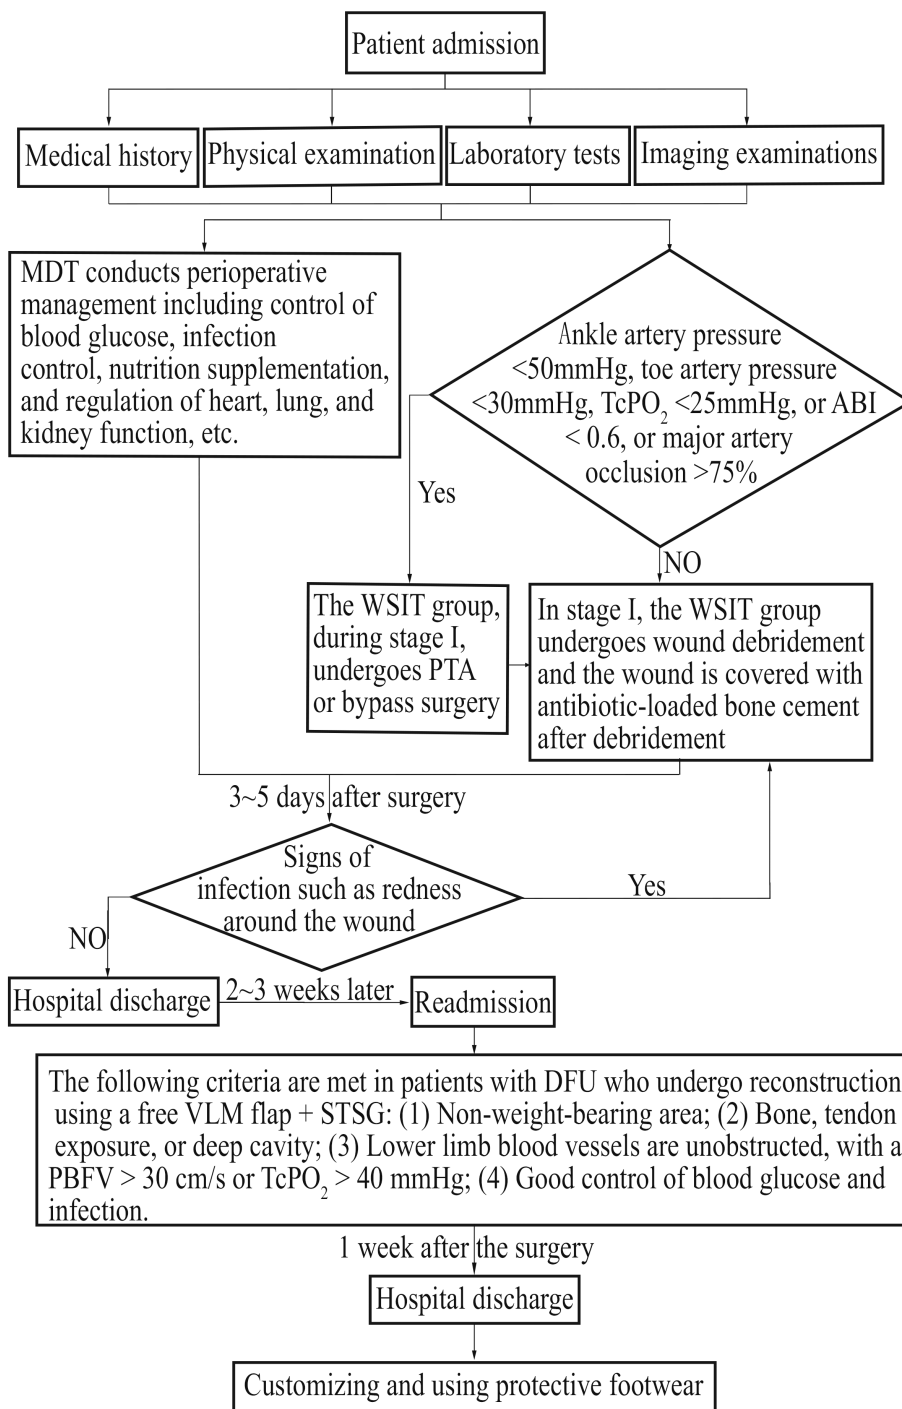 Patient admission
Medical history
Physical examination
Laboratory tests
Imaging examinations
MDT conducts perioperative
management including control of
blood glucose, infection
control, nutrition supplementation,
and regulation of heart, lung, and
kidney function, etc.
Ankle artery pressure
<50mmHg, toe artery pressure
<30mmHg, TcPO₂ <25mmHg, or ABI
< 0.6, or major artery
occlusion >75%
Yes
NO
The WSIT group,
during stage I,
undergoes PTA
or bypass surgery
In stage I, the WSIT group
undergoes wound debridement
and the wound is covered with
antibiotic-loaded bone cement
after debridement
3~5 days after surgery
Signs of
infection such as redness
around the wound
Yes
NO
Hospital discharge
2~3 weeks later
Readmission
The following criteria are met in patients with DFU who undergo reconstruction
using a free VLM flap + STSG: (1) Non-weight-bearing area; (2) Bone, tendon
exposure, or deep cavity; (3) Lower limb blood vessels are unobstructed, with a
PBFV > 30 cm/s or TcPO₂ > 40 mmHg; (4) Good control of blood glucose and
infection.
1 week after the surgery
Hospital discharge
Customizing and using protective footwear